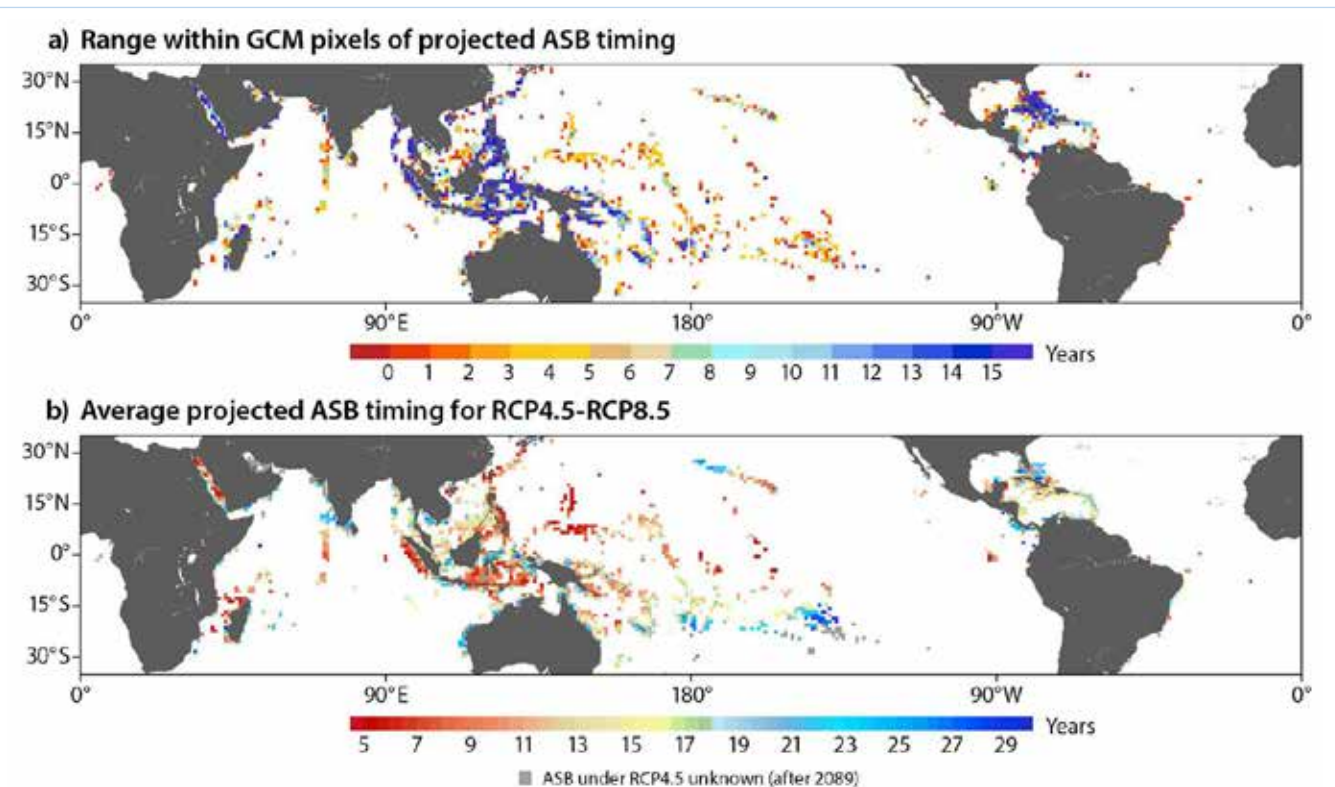 a) Range within GCM pixels of projected ASB timing
30°N
15°N
0°
15°S
30°S
0° 90°E 180° 90°W 0°
0 1 2 3 4 5 6 7 8 9 10 11 12 13 14 15 Years
b) Average projected ASB timing for RCP4.5-RCP8.5
30°N
15°N
0°
15°S
30°S
0° 90°E 180° 90°W 0°
5 7 9 11 13 15 17 19 21 23 25 27 29 Years
ASB under RCP4.5 unknown (after 2089)